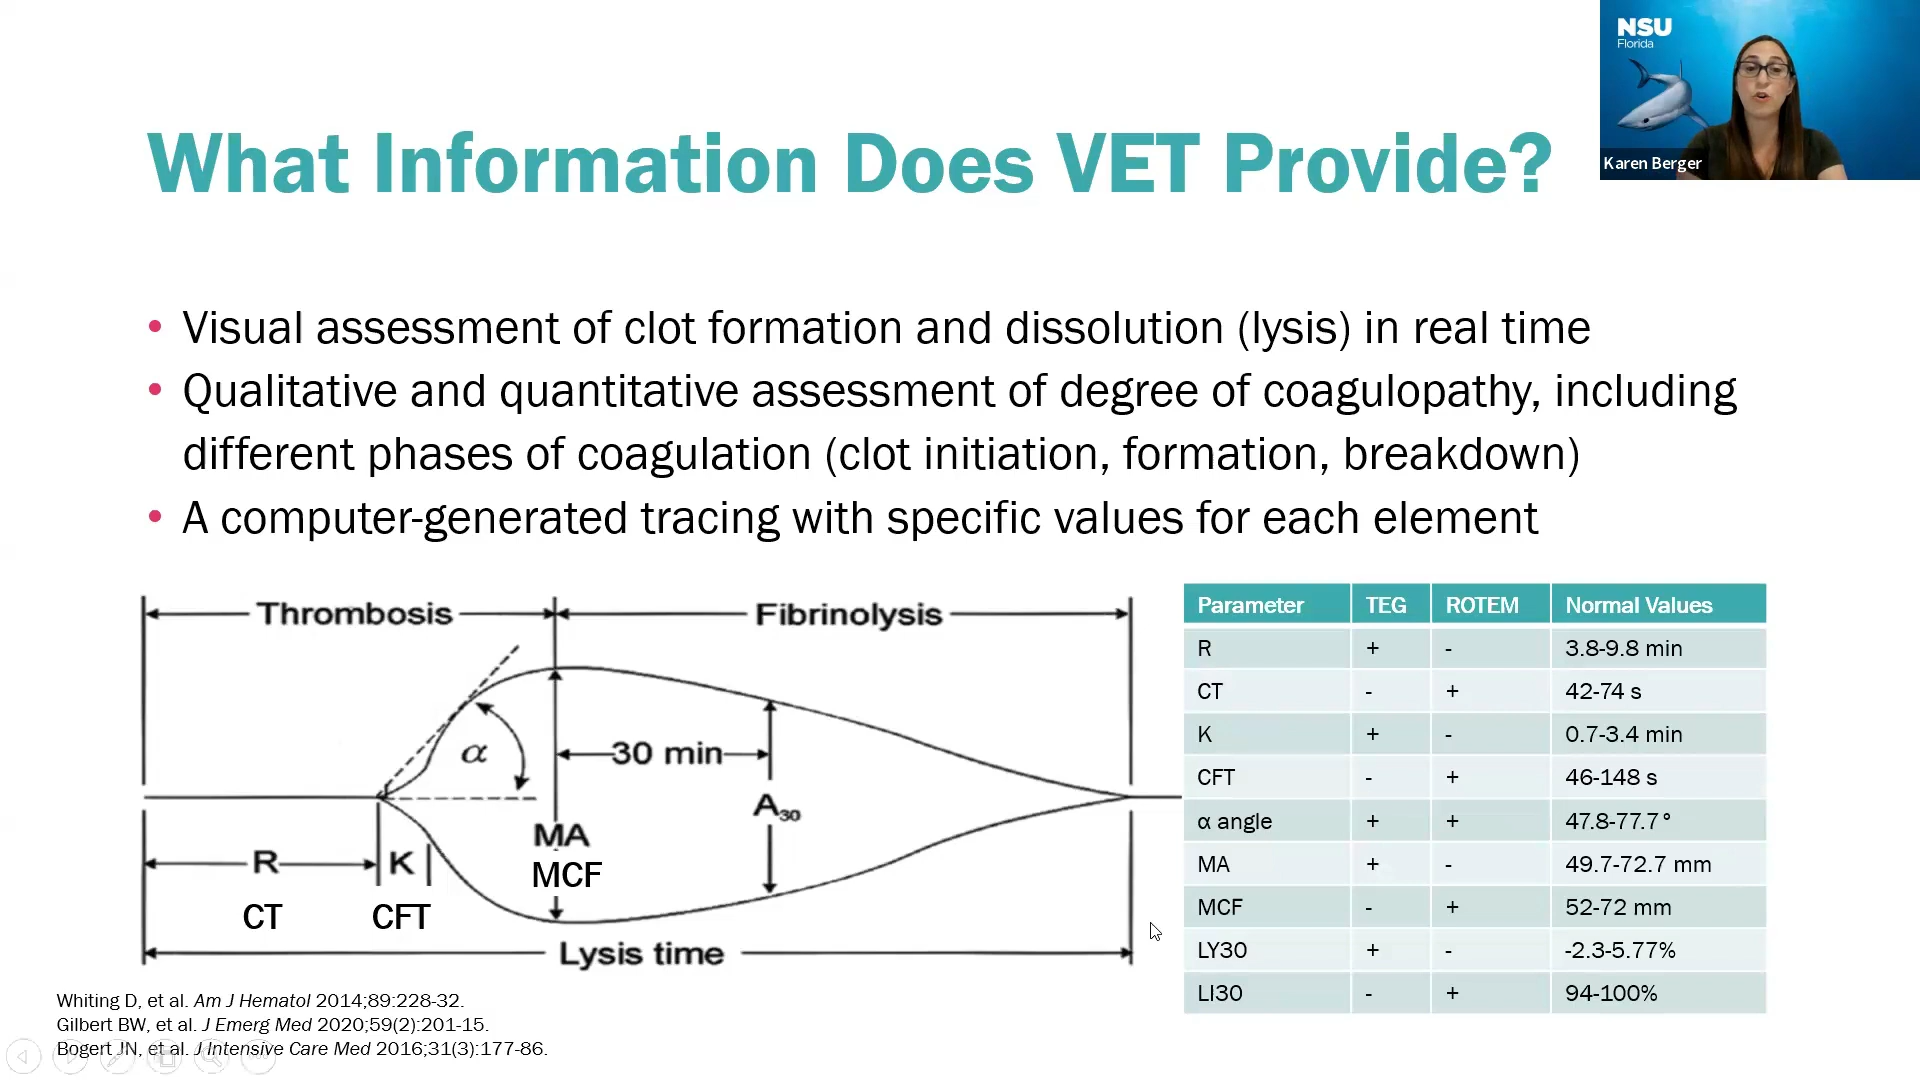 NSU
Florida
Karen Berger
What Information Does VET Provide?
• Visual assessment of clot formation and dissolution (lysis) in real time
• Qualitative and quantitative assessment of degree of coagulopathy, including
different phases of coagulation (clot initiation, formation, breakdown)
• A computer-generated tracing with specific values for each element
Thrombosis
Fibrinolysis
α
30 min
A30
MA
MCF
R
K
CT
CFT
Lysis time
Parameter TEG ROTEM Normal Values
R + - 3.8-9.8 min
CT - + 42-74 s
K + - 0.7-3.4 min
CFT - + 46-148 s
α angle + + 47.8-77.7°
MA + - 49.7-72.7 mm
MCF - + 52-72 mm
LY30 + - -2.3-5.77%
LI30 - + 94-100%
Whiting D, et al. Am J Hematol 2014;89:228-32.
Gilbert BW, et al. J Emerg Med 2020;59(2):201-15.
Bogert JN, et al. J Intensive Care Med 2016;31(3):177-86.